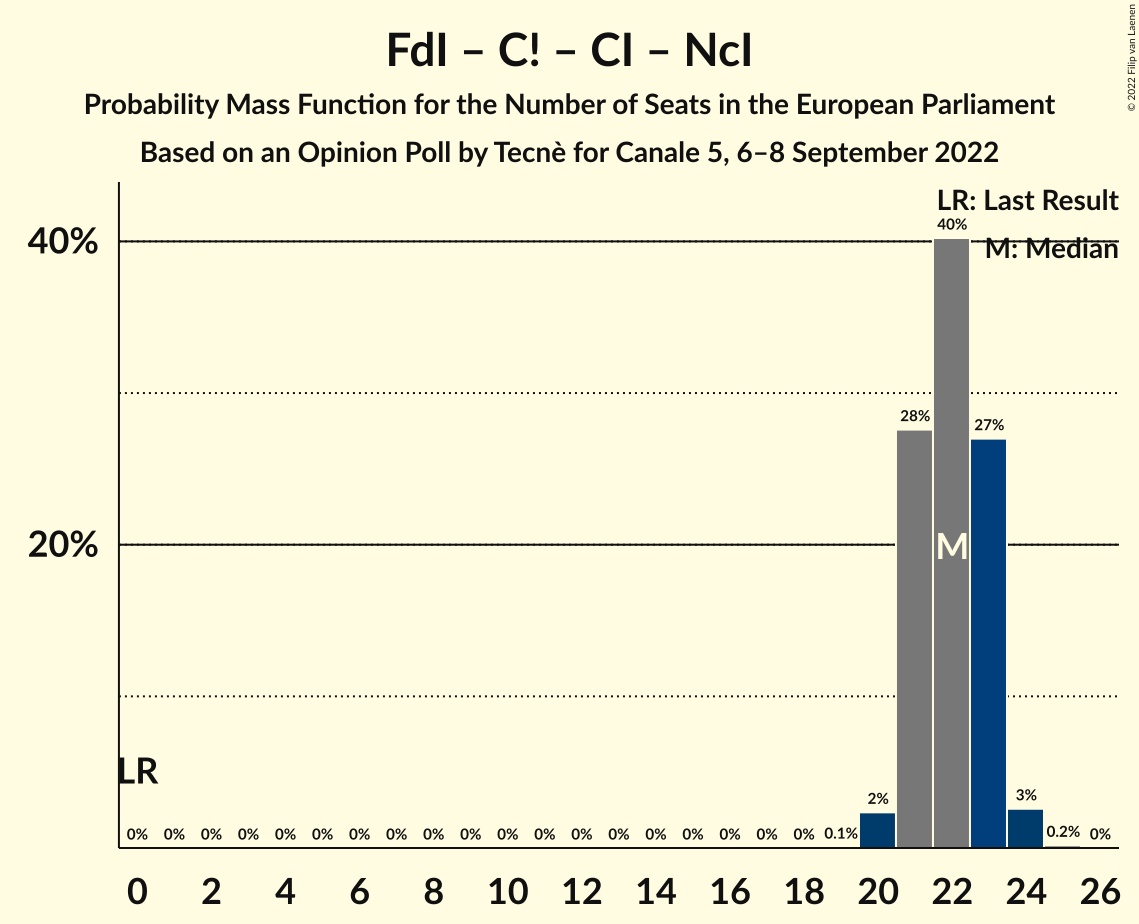 FdI – C! – CI – NcI
Probability Mass Function for the Number of Seats in the European Parliament
Based on an Opinion Poll by Tecnè for Canale 5, 6–8 September 2022
© 2022 Filip van Laenen
LR: Last Result
M: Median
40%
20%
40%
28%
27%
M
LR
0% 0% 0% 0% 0% 0% 0% 0% 0% 0% 0% 0% 0% 0% 0% 0% 0% 0% 0% 0.1% 2% 3% 0.2% 0%
0 2 4 6 8 10 12 14 16 18 20 22 24 26